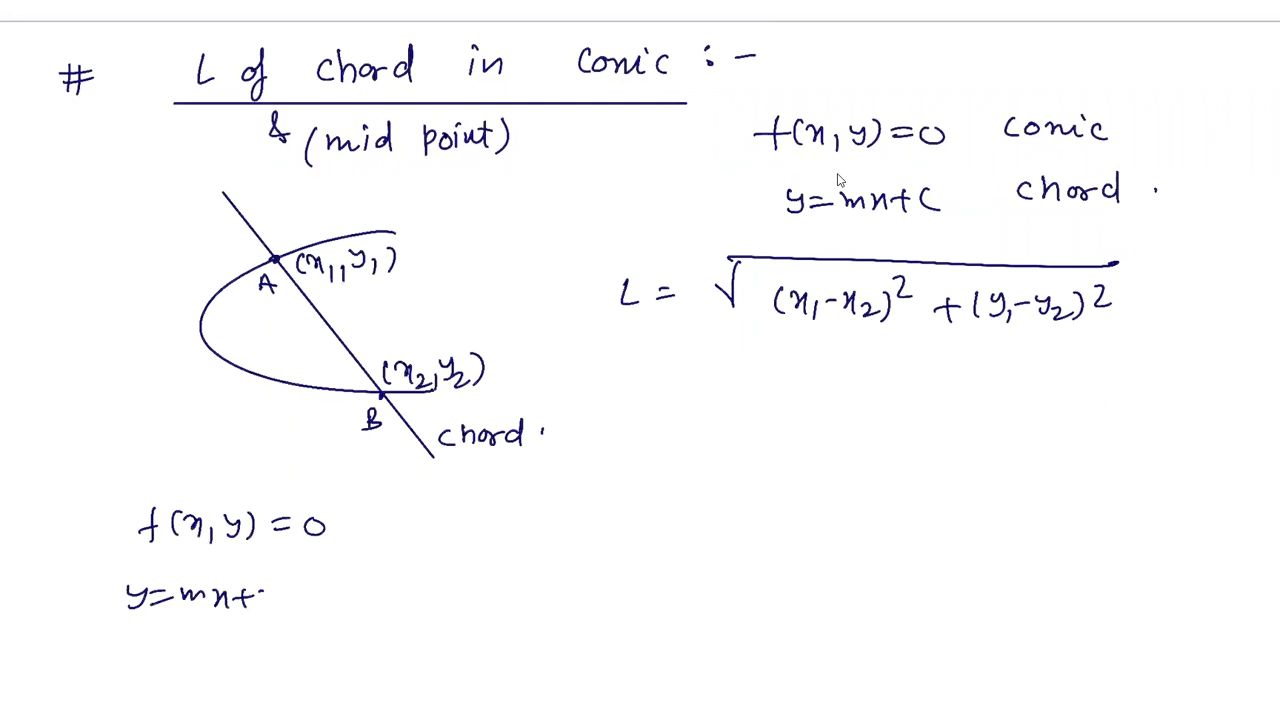 # L of chord in conic :-
& (mid point)
f(x, y)=0 conic
y=mx+c chord.
(x₁, y₁)
A
L = √(x₁-x₂)² + (y₁-y₂)²
(x₂, y₂)
B
chord.
f(x, y) = 0
y=mx+